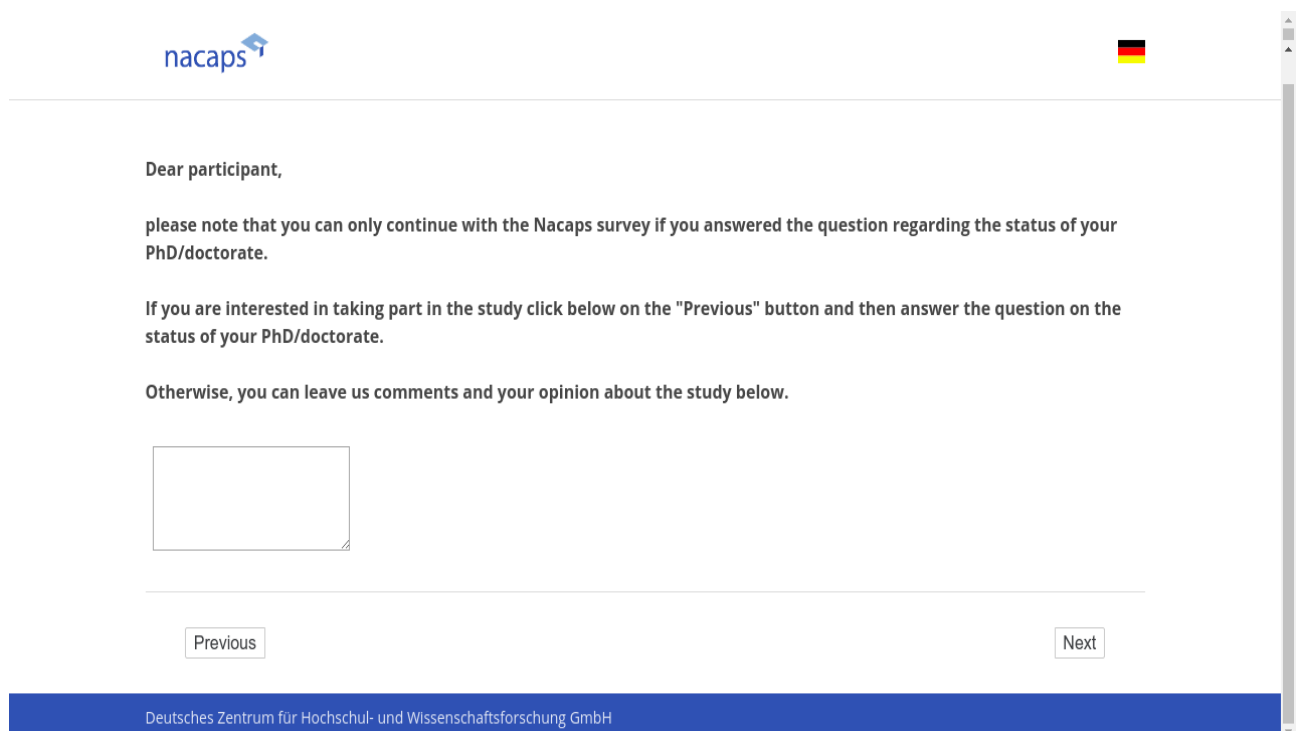 nacaps
Dear participant,
please note that you can only continue with the Nacaps survey if you answered the question regarding the status of your
PhD/doctorate.
If you are interested in taking part in the study click below on the "Previous" button and then answer the question on the
status of your PhD/doctorate.
Otherwise, you can leave us comments and your opinion about the study below.
Previous
Next
Deutsches Zentrum für Hochschul- und Wissenschaftsforschung GmbH